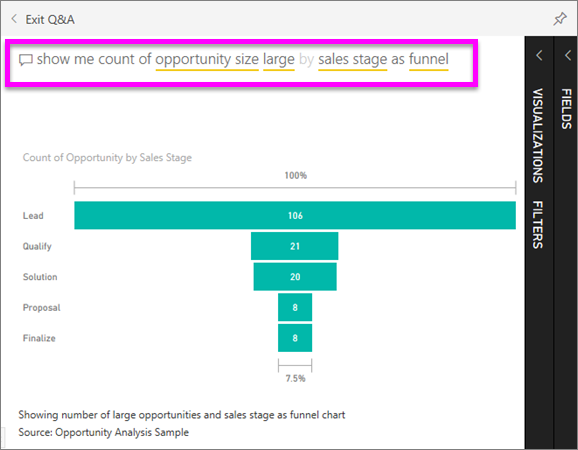 Exit Q&A
show me count of opportunity size large by sales stage as funnel
Count of Opportunity by Sales Stage
100%
Lead 106
Qualify 21
Solution 20
Proposal 8
Finalize 8
7.5%
Showing number of large opportunities and sales stage as funnel chart
Source: Opportunity Analysis Sample
VISUALIZATIONS
FILTERS
FIELDS